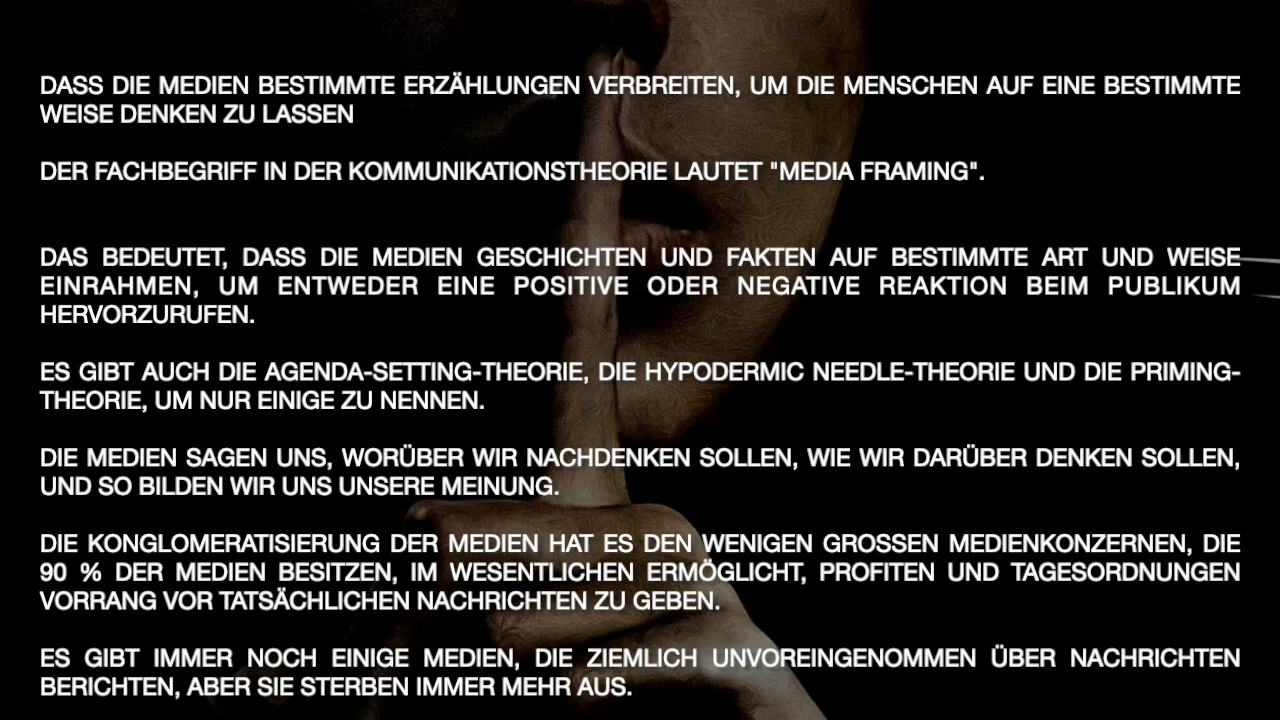 DASS DIE MEDIEN BESTIMMTE ERZÄHLUNGEN VERBREITEN, UM DIE MENSCHEN AUF EINE BESTIMMTE
WEISE DENKEN ZU LASSEN
DER FACHBEGRIFF IN DER KOMMUNIKATIONSTHEORIE LAUTET "MEDIA FRAMING".
DAS BEDEUTET, DASS DIE MEDIEN GESCHICHTEN UND FAKTEN AUF BESTIMMTE ART UND WEISE
EINRAHMEN, UM ENTWEDER EINE POSITIVE ODER NEGATIVE REAKTION BEIM PUBLIKUM
HERVORZURUFEN.
ES GIBT AUCH DIE AGENDA-SETTING-THEORIE, DIE HYPODERMIC NEEDLE-THEORIE UND DIE PRIMING-
THEORIE, UM NUR EINIGE ZU NENNEN.
DIE MEDIEN SAGEN UNS, WORÜBER WIR NACHDENKEN SOLLEN, WIE WIR DARÜBER DENKEN SOLLEN,
UND SO BILDEN WIR UNS UNSERE MEINUNG.
DIE KONGLOMERATISIERUNG DER MEDIEN HAT ES DEN WENIGEN GROSSEN MEDIENKONZERNEN, DIE
90 % DER MEDIEN BESITZEN, IM WESENTLICHEN ERMÖGLICHT, PROFITEN UND TAGESORDNUNGEN
VORRANG VOR TATSÄCHLICHEN NACHRICHTEN ZU GEBEN.
ES GIBT IMMER NOCH EINIGE MEDIEN, DIE ZIEMLICH UNVOREINGENOMMEN ÜBER NACHRICHTEN
BERICHTEN, ABER SIE STERBEN IMMER MEHR AUS.